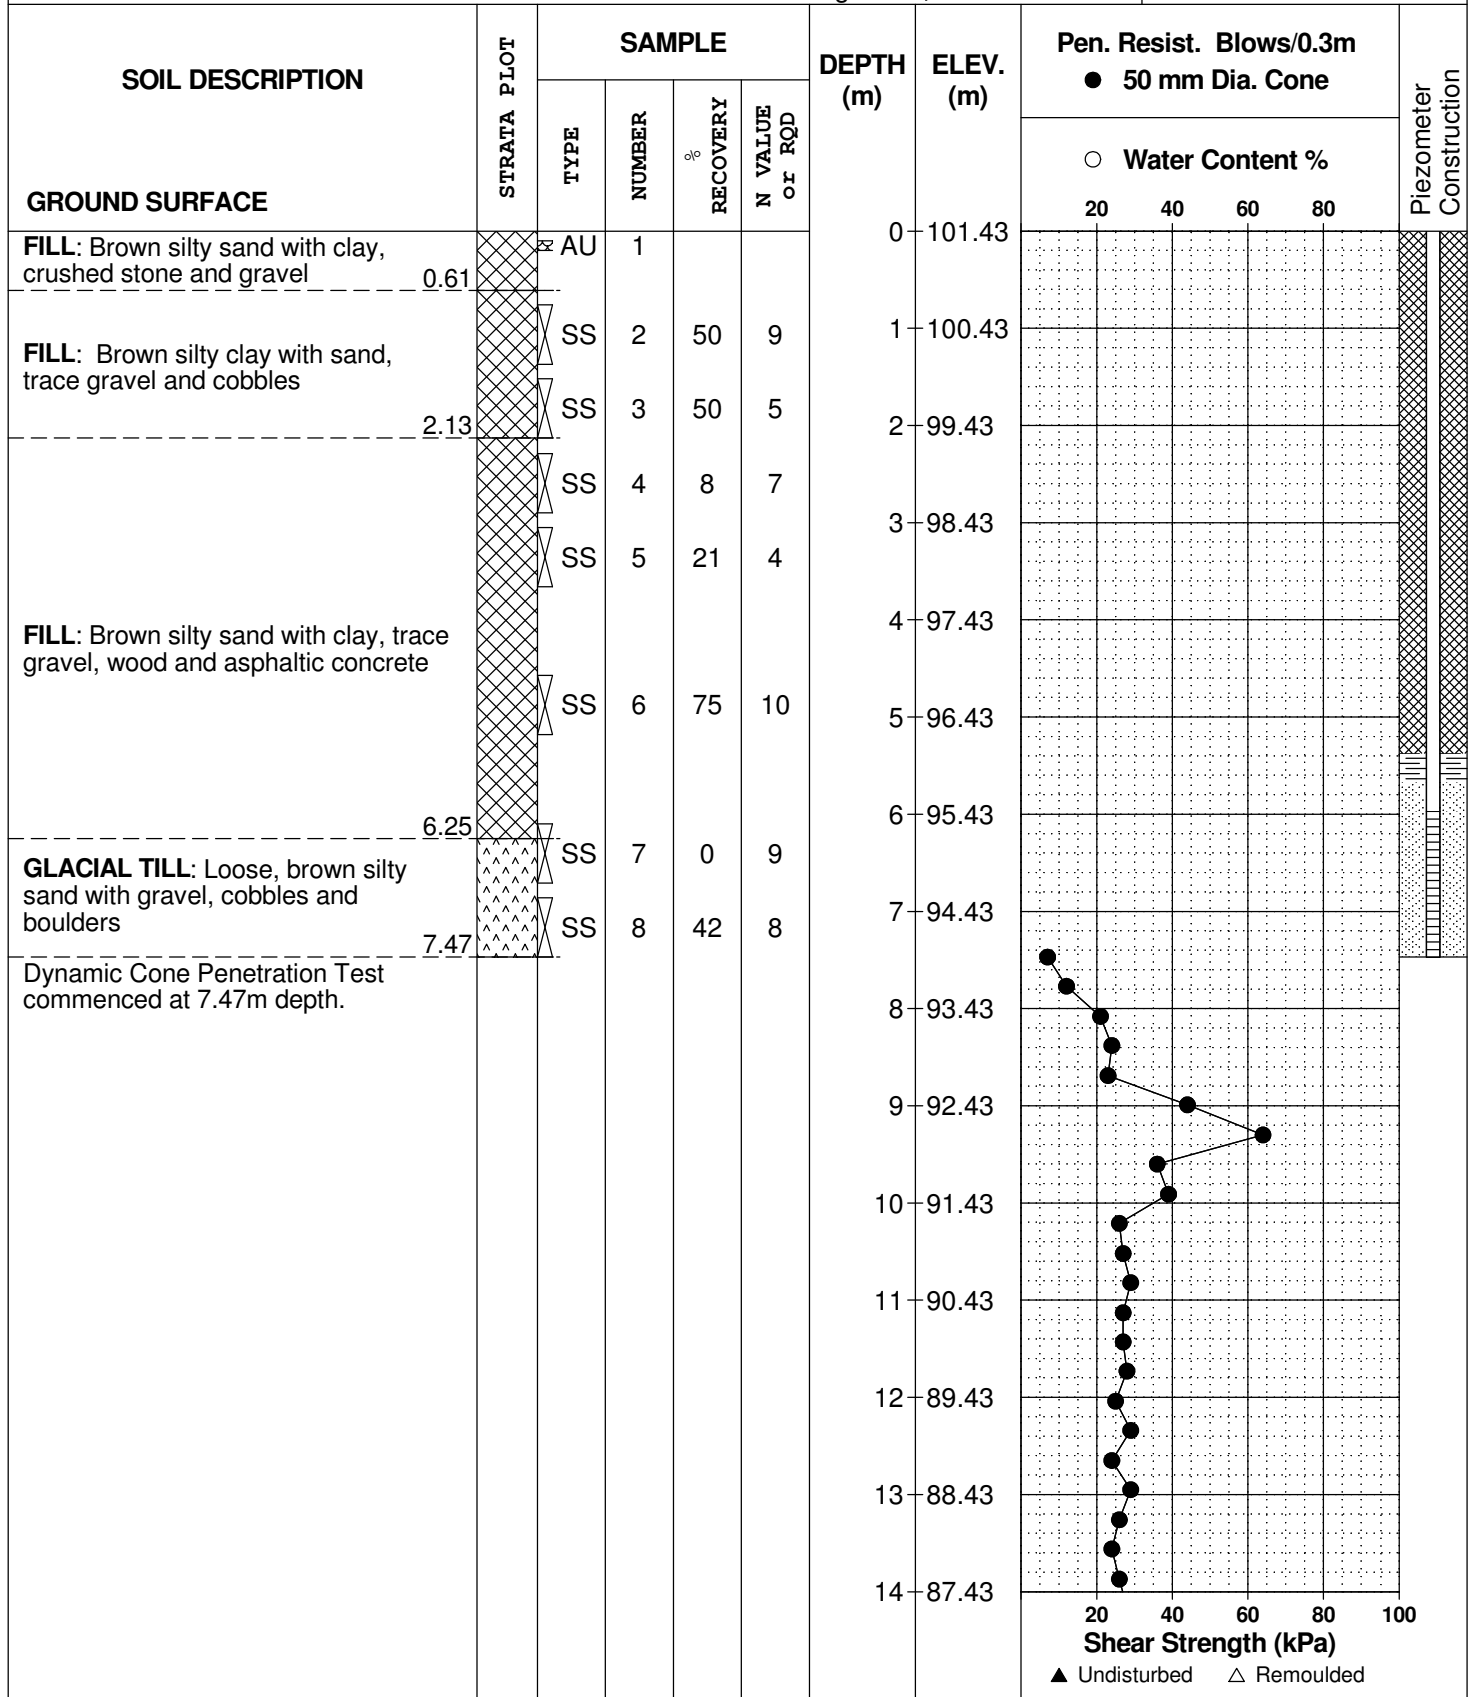 SOIL DESCRIPTION
GROUND SURFACE
STRATA PLOT
SAMPLE
TYPE
NUMBER
% RECOVERY
N VALUE or RQD
DEPTH (m)
ELEV. (m)
Pen. Resist. Blows/0.3m
● 50 mm Dia. Cone
○ Water Content %
20 40 60 80
Piezometer Construction
FILL: Brown silty sand with clay,
crushed stone and gravel 0.61
AU 1
0 101.43
FILL: Brown silty clay with sand,
trace gravel and cobbles
2.13
SS 2 50 9
1 100.43
SS 3 50 5
2 99.43
SS 4 8 7
3 98.43
SS 5 21 4
4 97.43
FILL: Brown silty sand with clay, trace
gravel, wood and asphaltic concrete
SS 6 75 10
5 96.43
6.25
6 95.43
GLACIAL TILL: Loose, brown silty
sand with gravel, cobbles and
boulders
7.47
SS 7 0 9
7 94.43
SS 8 42 8
Dynamic Cone Penetration Test
commenced at 7.47m depth.
8 93.43
9 92.43
10 91.43
11 90.43
12 89.43
13 88.43
14 87.43
20 40 60 80 100
Shear Strength (kPa)
▲ Undisturbed △ Remoulded